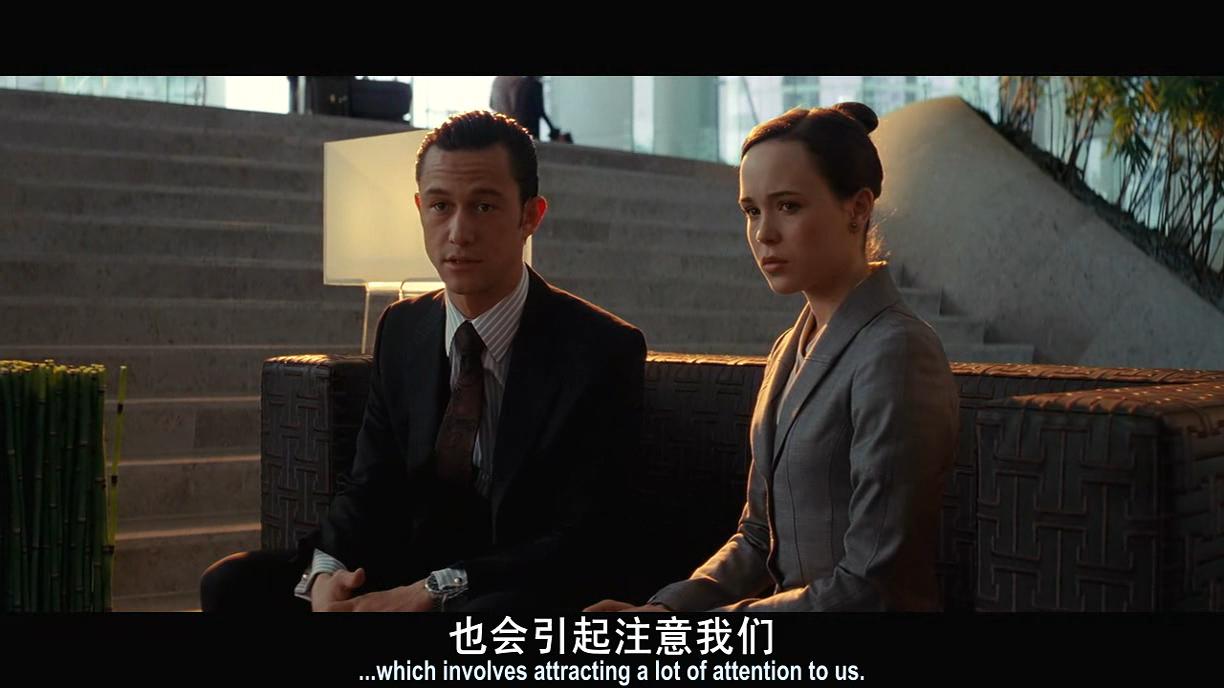 也会引起注意我们
...which involves attracting a lot of attention to us.